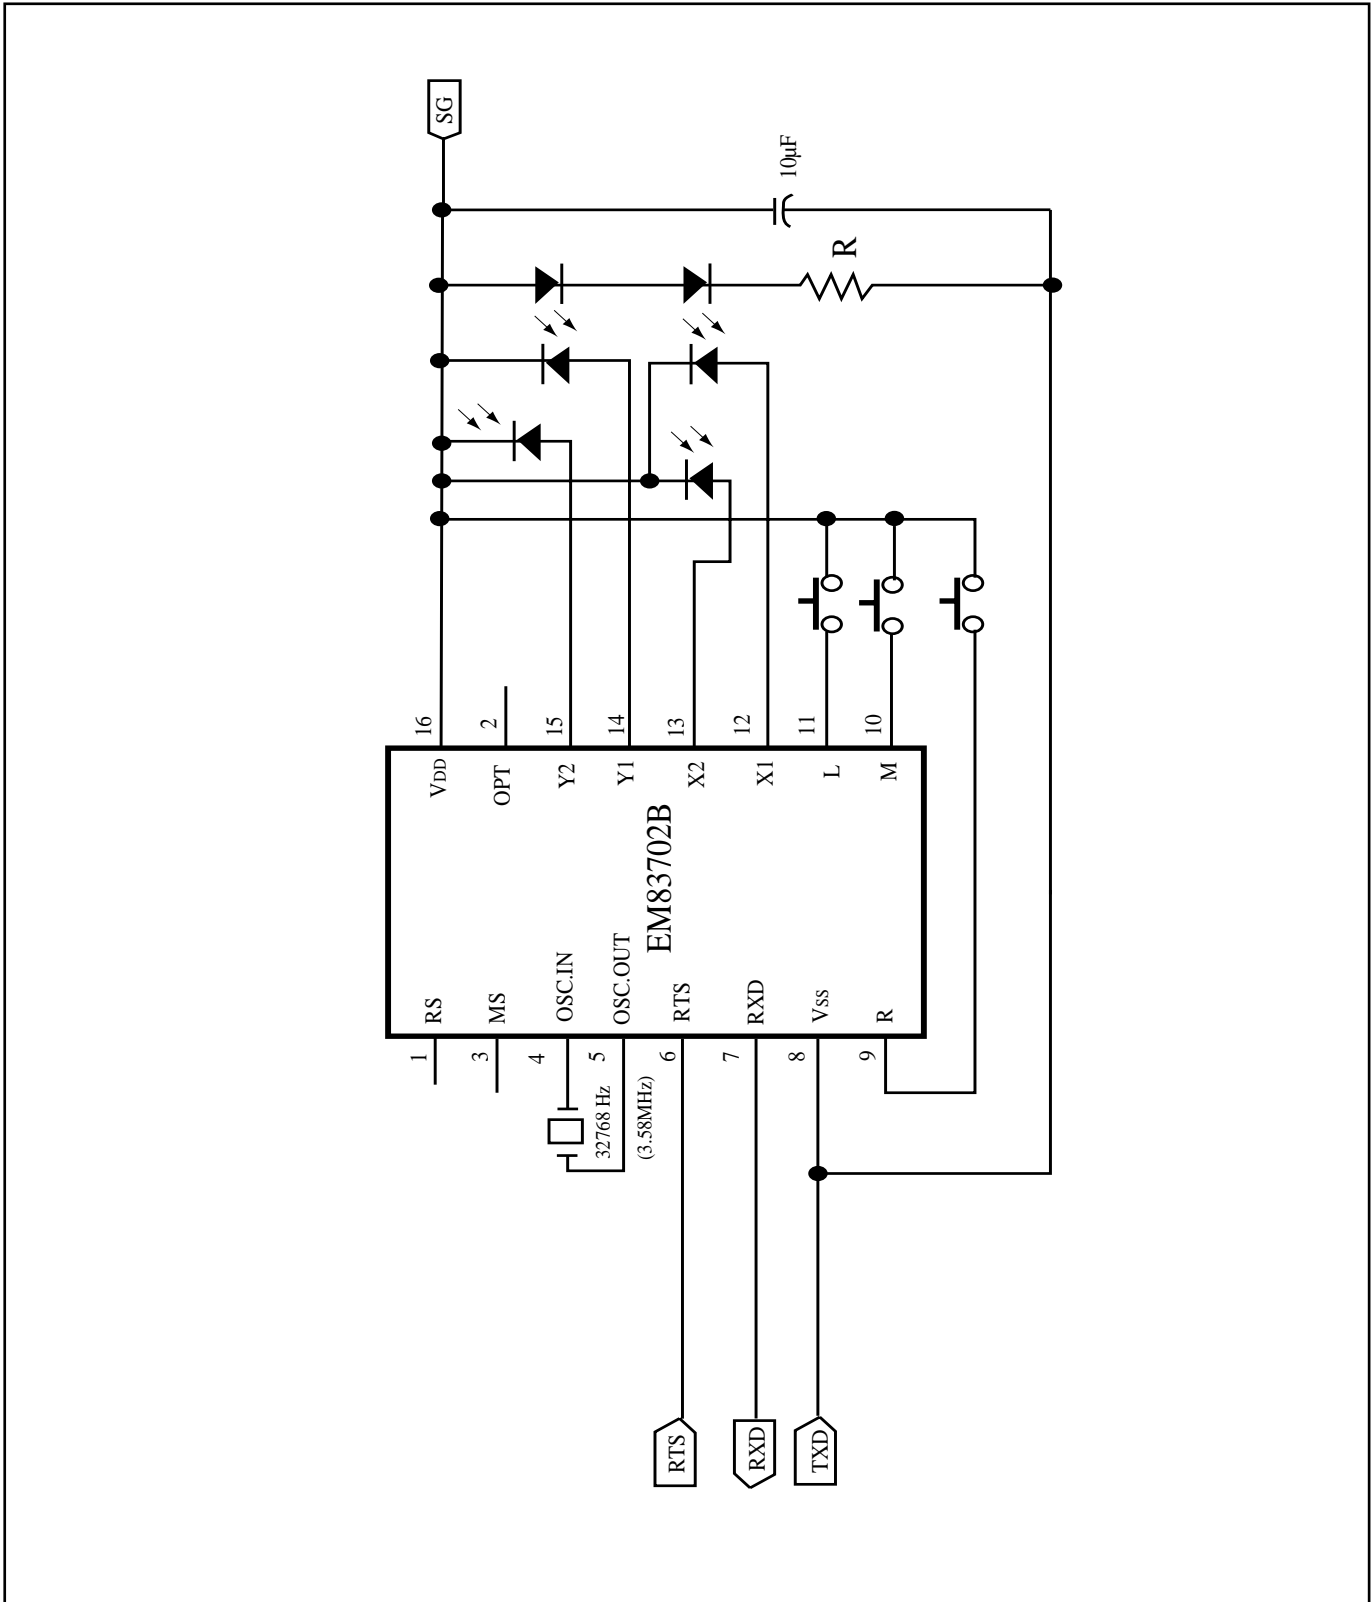 SG
10µF
R
16
2
15
14
13
12
11
10
VDD
OPT
Y2
Y1
X2
X1
L
M
EM83702B
RS
MS
OSC.IN
OSC.OUT
RTS
RXD
VSS
R
1
3
4
5
6
7
8
9
32768 Hz
(3.58MHz)
RTS
RXD
TXD